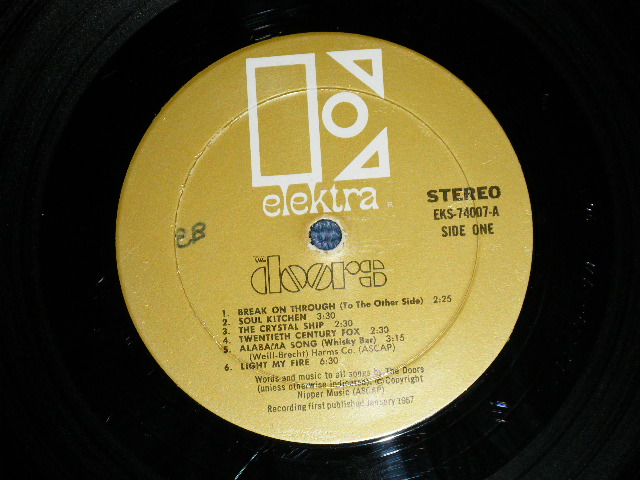 elektra
®
STEREO
EKS-74007-A
SIDE ONE
EB
THE
doors
1. BREAK ON THROUGH (To The Other Side) 2:25
2. SOUL KITCHEN 3:30
3. THE CRYSTAL SHIP 2:30
4. TWENTIETH CENTURY FOX 2:30
5. ALABAMA SONG (Whisky Bar) 3:15
(Weill-Brecht) Harms Co. (ASCAP)
6. LIGHT MY FIRE 6:30
Words and music to all songs by The Doors
(unless otherwise indicated); © Copyright
Nipper Music (ASCAP)
Recording first published January 1967